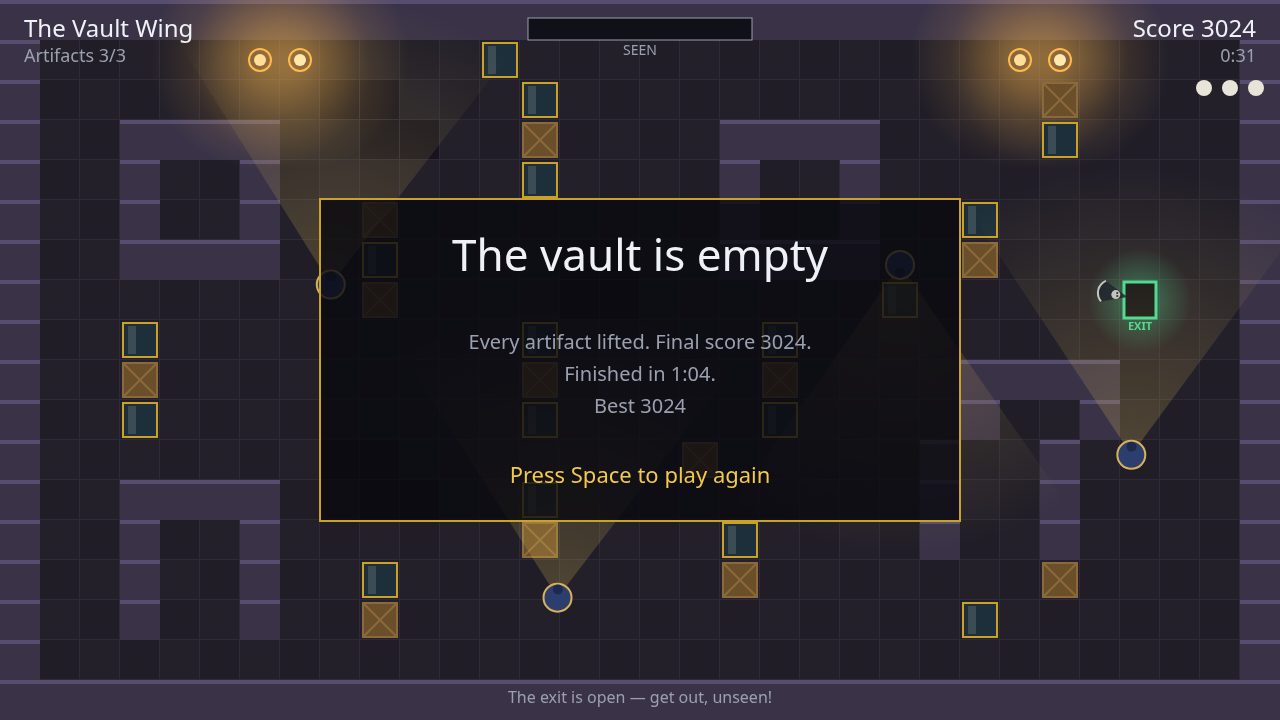 The Vault Wing
Artifacts 3/3
SEEN
Score 3024
0:31
The vault is empty
Every artifact lifted. Final score 3024.
Finished in 1:04.
Best 3024
Press Space to play again
EXIT
The exit is open — get out, unseen!